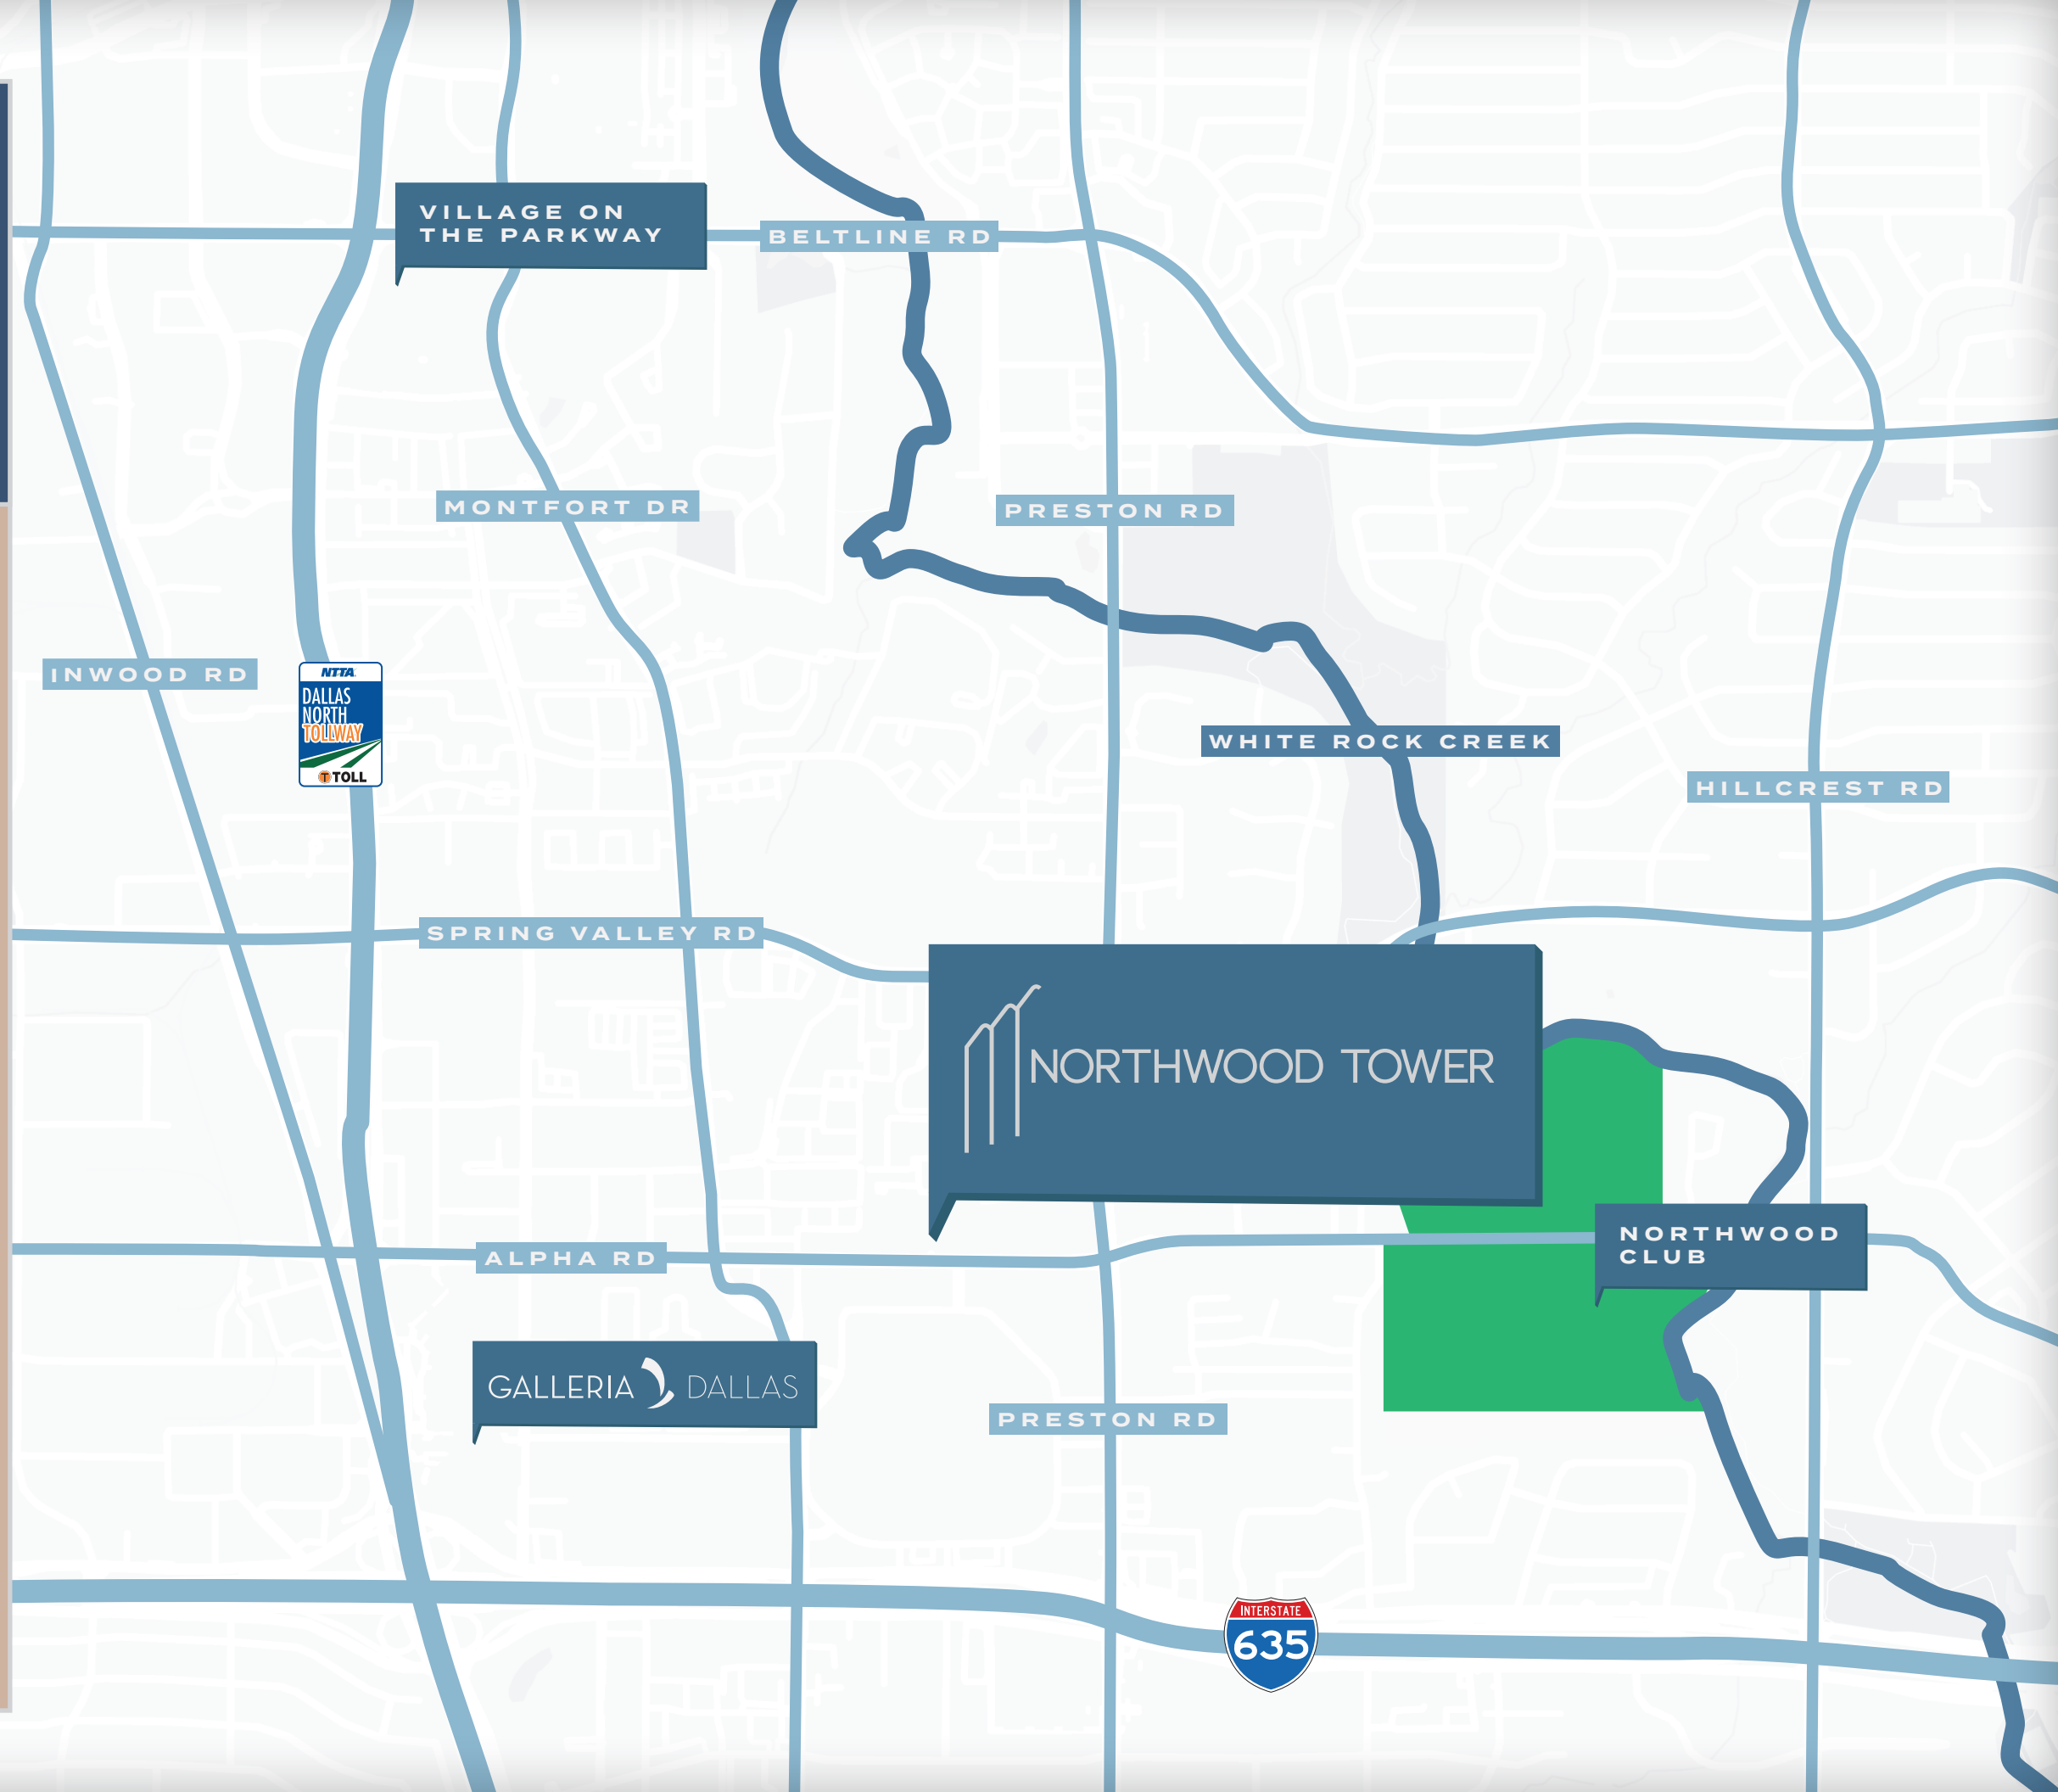 VILLAGE ON
THE PARKWAY
BELTLINE RD
MONTFORT DR
PRESTON RD
INWOOD RD
NTTA
DALLAS
NORTH
TOLLWAY
T TOLL
WHITE ROCK CREEK
HILLCREST RD
SPRING VALLEY RD
NORTHWOOD TOWER
NORTHWOOD
CLUB
ALPHA RD
GALLERIA DALLAS
PRESTON RD
INTERSTATE
635